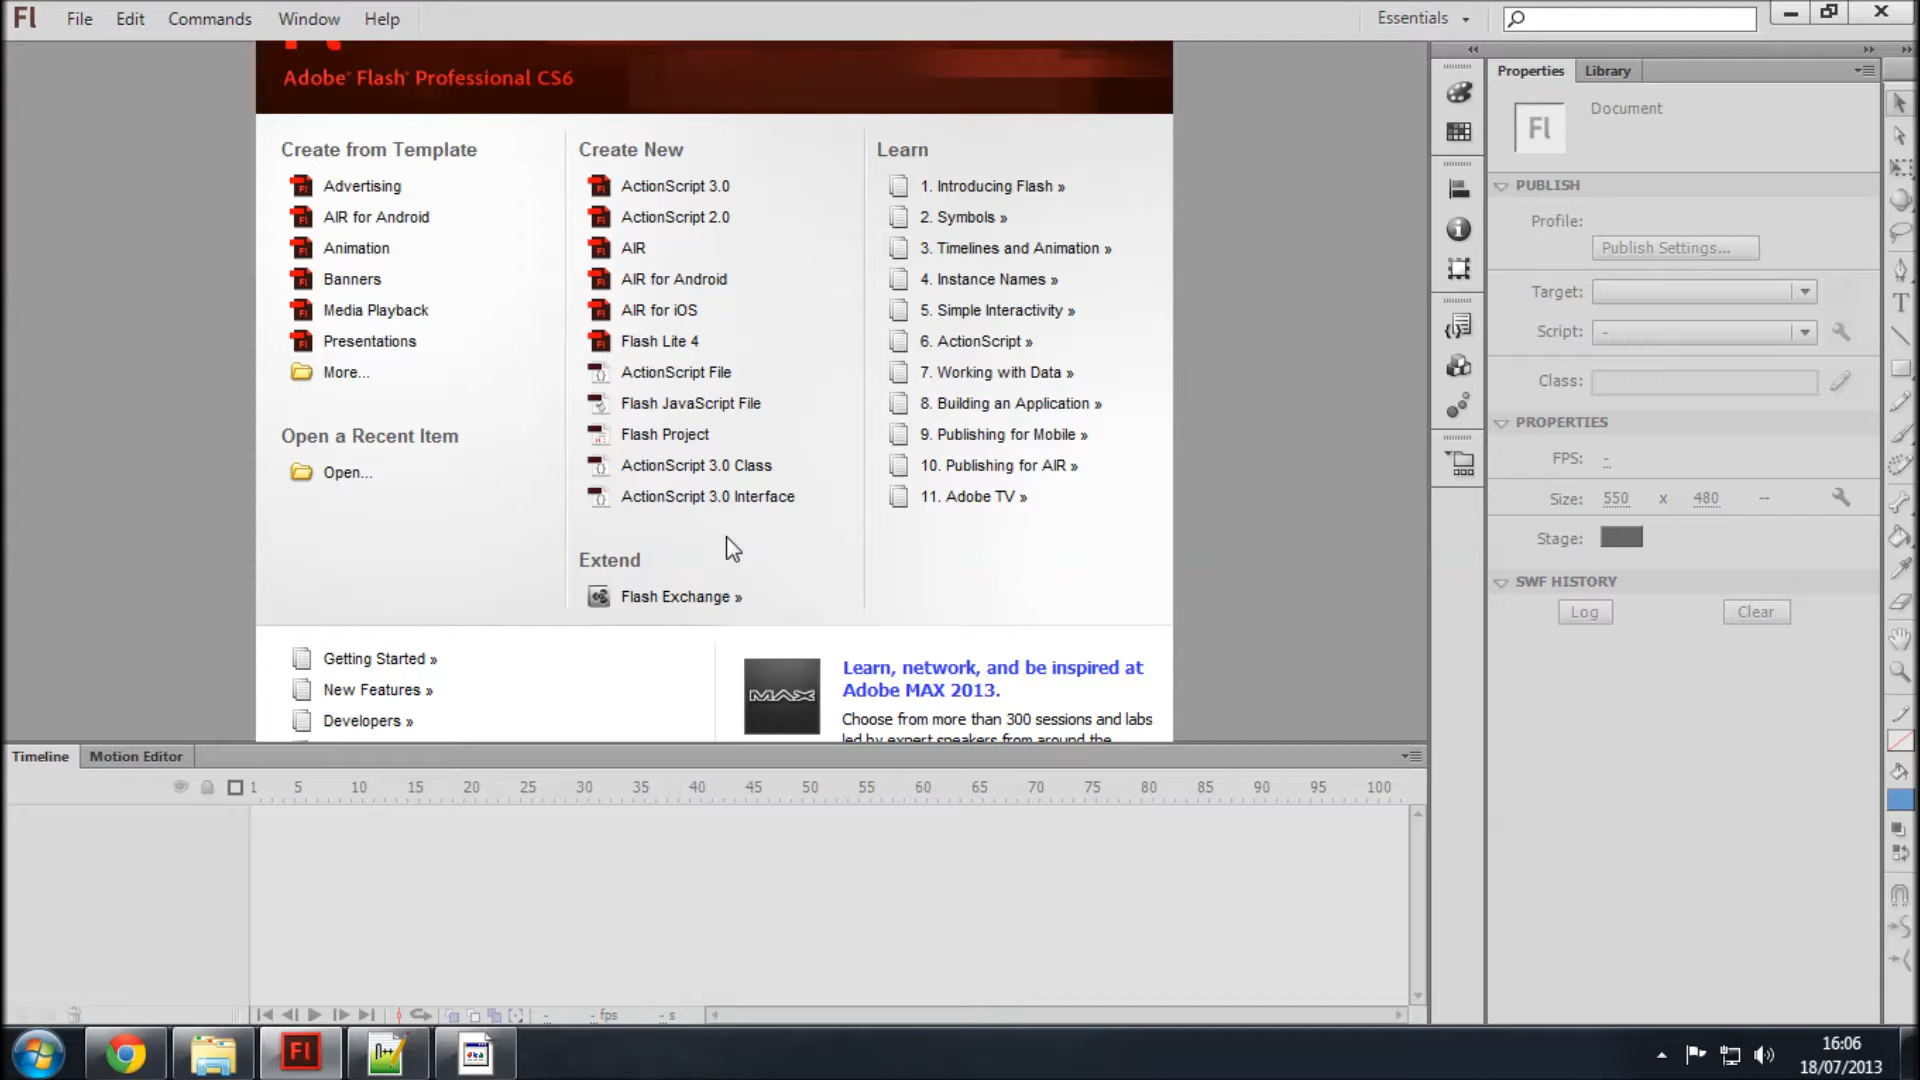 Fl File Edit Commands Window Help Essentials
Adobe® Flash® Professional CS6
Create from Template
Advertising
AIR for Android
Animation
Banners
Media Playback
Presentations
More...
Open a Recent Item
Open...
Create New
ActionScript 3.0
ActionScript 2.0
AIR
AIR for Android
AIR for iOS
Flash Lite 4
ActionScript File
Flash JavaScript File
Flash Project
ActionScript 3.0 Class
ActionScript 3.0 Interface
Extend
Flash Exchange »
Learn
1. Introducing Flash »
2. Symbols »
3. Timelines and Animation »
4. Instance Names »
5. Simple Interactivity »
6. ActionScript »
7. Working with Data »
8. Building an Application »
9. Publishing for Mobile »
10. Publishing for AIR »
11. Adobe TV »
Getting Started »
New Features »
Developers »
MAX
Learn, network, and be inspired at
Adobe MAX 2013.
Choose from more than 300 sessions and labs
led by expert speakers from around the
Properties Library
Fl
Document
PUBLISH
Profile:
Publish Settings...
Target:
Script: -
Class:
PROPERTIES
FPS: -
Size: 550 x 480 --
Stage:
SWF HISTORY
Log Clear
Timeline Motion Editor
1 5 10 15 20 25 30 35 40 45 50 55 60 65 70 75 80 85 90 95 100
- - fps - s
Fl
16:06
18/07/2013